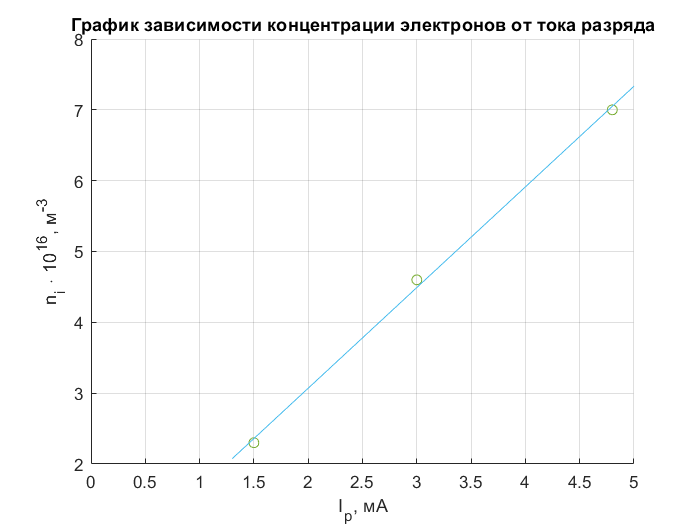 График зависимости концентрации электронов от тока разряда
8
7
6
5
4
3
2
n_i · 10^16, м^-3
0 0.5 1 1.5 2 2.5 3 3.5 4 4.5 5
I_p, мА